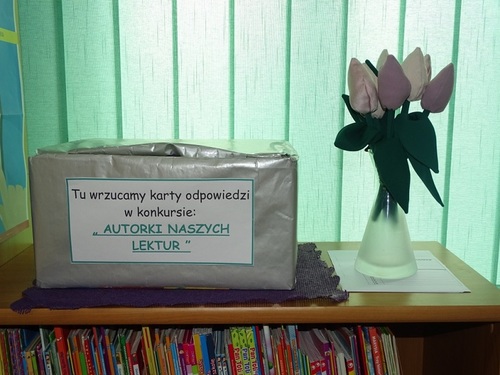 Tu wrzucamy karty odpowiedzi
w konkursie:
„ AUTORKI NASZYCH
LEKTUR ”